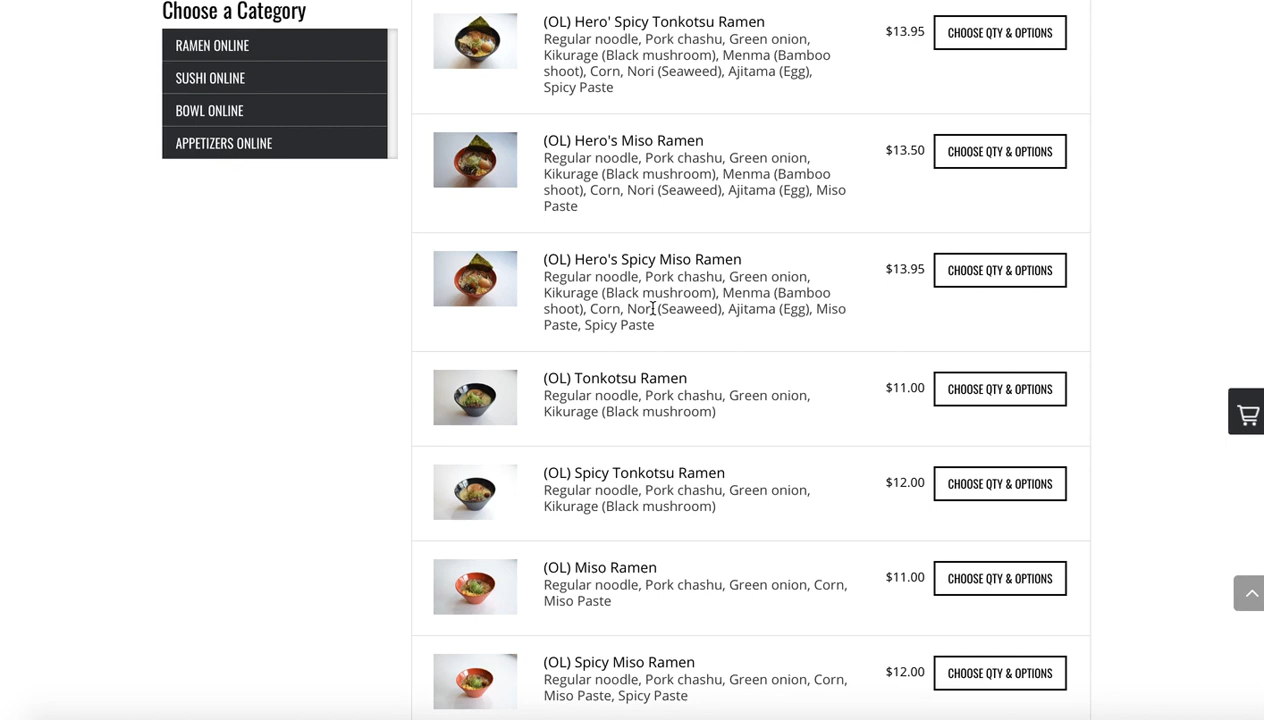 Choose a Category
RAMEN ONLINE
SUSHI ONLINE
BOWL ONLINE
APPETIZERS ONLINE
(OL) Hero' Spicy Tonkotsu Ramen
Regular noodle, Pork chashu, Green onion,
Kikurage (Black mushroom), Menma (Bamboo
shoot), Corn, Nori (Seaweed), Ajitama (Egg),
Spicy Paste
$13.95
CHOOSE QTY & OPTIONS
(OL) Hero's Miso Ramen
Regular noodle, Pork chashu, Green onion,
Kikurage (Black mushroom), Menma (Bamboo
shoot), Corn, Nori (Seaweed), Ajitama (Egg), Miso
Paste
$13.50
CHOOSE QTY & OPTIONS
(OL) Hero's Spicy Miso Ramen
Regular noodle, Pork chashu, Green onion,
Kikurage (Black mushroom), Menma (Bamboo
shoot), Corn, Nori (Seaweed), Ajitama (Egg), Miso
Paste, Spicy Paste
$13.95
CHOOSE QTY & OPTIONS
(OL) Tonkotsu Ramen
Regular noodle, Pork chashu, Green onion,
Kikurage (Black mushroom)
$11.00
CHOOSE QTY & OPTIONS
(OL) Spicy Tonkotsu Ramen
Regular noodle, Pork chashu, Green onion,
Kikurage (Black mushroom)
$12.00
CHOOSE QTY & OPTIONS
(OL) Miso Ramen
Regular noodle, Pork chashu, Green onion, Corn,
Miso Paste
$11.00
CHOOSE QTY & OPTIONS
(OL) Spicy Miso Ramen
Regular noodle, Pork chashu, Green onion, Corn,
Miso Paste, Spicy Paste
$12.00
CHOOSE QTY & OPTIONS